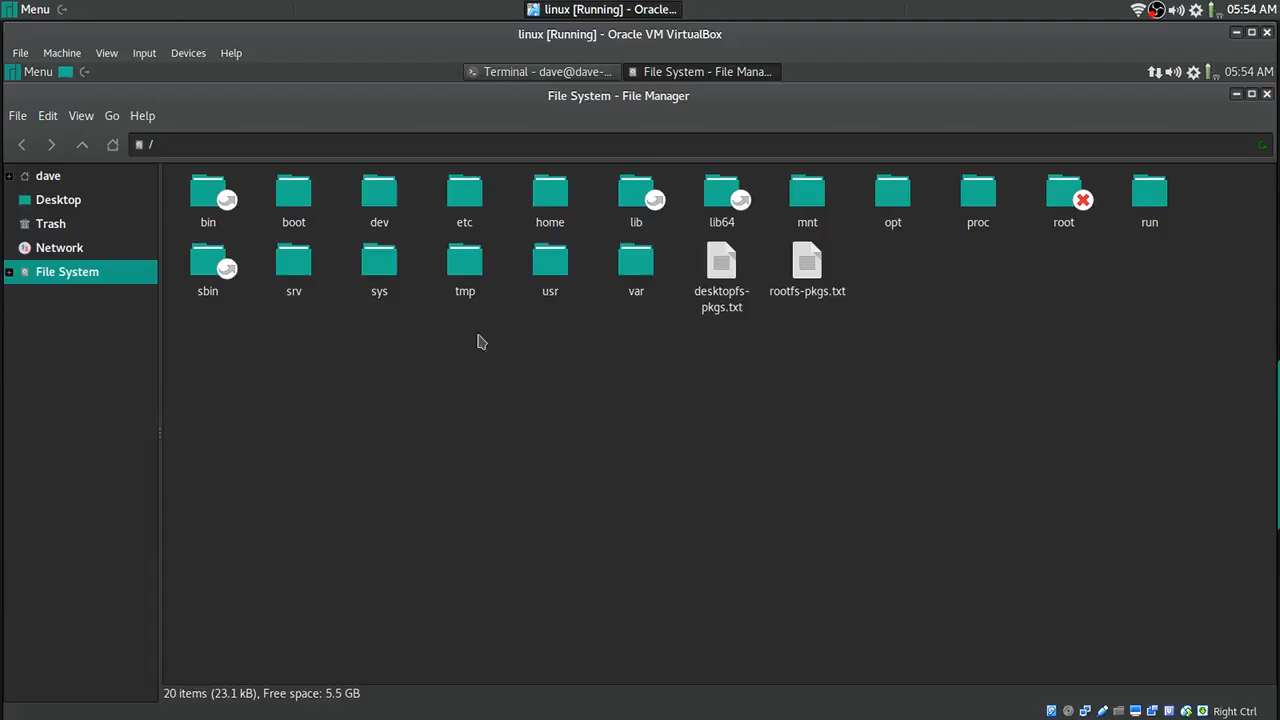 Menu
linux [Running] - Oracle...
05:54 AM
linux [Running] - Oracle VM VirtualBox
File Machine View Input Devices Help
Menu
Terminal - dave@dave-...
File System - File Mana...
05:54 AM
File System - File Manager
File Edit View Go Help
/
dave
Desktop
Trash
Network
File System
bin boot dev etc home lib lib64 mnt opt proc root run
sbin srv sys tmp usr var desktopfs- rootfs-pkgs.txt
pkgs.txt
20 items (23.1 kB), Free space: 5.5 GB
Right Ctrl